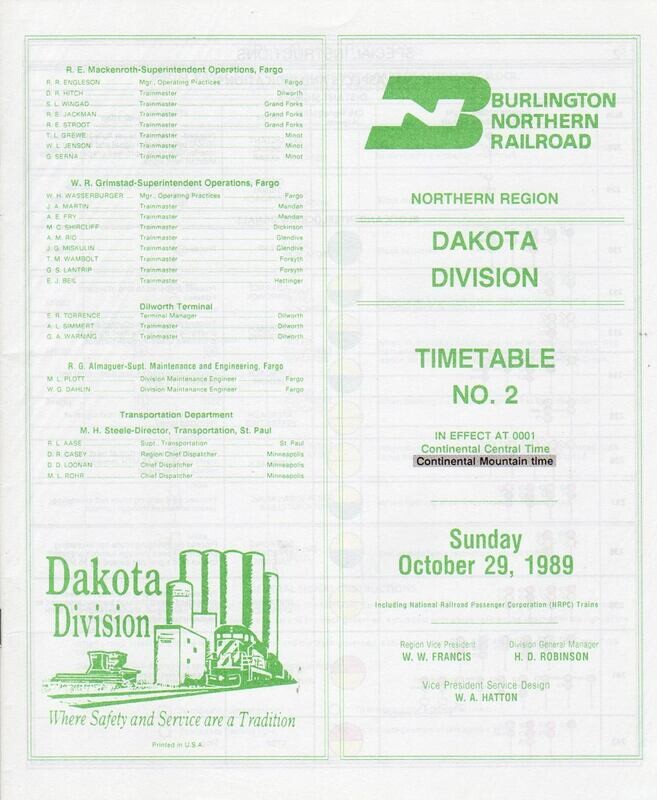 R. E. Mackenroth-Superintendent Operations, Fargo
R. R. ENGLESON Mgr., Operating Practices Fargo
D. R. HITCH Trainmaster Dilworth
S. L. WINGAD Trainmaster Grand Forks
R. E. JACKMAN Trainmaster Grand Forks
R. E. STROOT Trainmaster Grand Forks
T. L. GREWE Trainmaster Minot
W. L. JENSON Trainmaster Minot
G. SERNA Trainmaster Minot
W. R. Grimstad-Superintendent Operations, Fargo
W. H. WASSERBURGER Mgr., Operating Practices Fargo
J. A. MARTIN Trainmaster Mandan
A. E. FRY Trainmaster Mandan
M. C. SHIRCLIFF Trainmaster Dickinson
A. M. RIO Trainmaster Glendive
J. G. MISKULIN Trainmaster Glendive
T. M. WAMBOLT Trainmaster Forsyth
G. S. LANTRIP Trainmaster Forsyth
E. J. BEIL Trainmaster Hettinger
Dilworth Terminal
E. R. TORRENCE Terminal Manager Dilworth
A. L. SIMMERT Trainmaster Dilworth
G. A. WARNING Trainmaster Dilworth
R. G. Almaguer-Supt. Maintenance and Engineering, Fargo
M. L. PLOTT Division Maintenance Engineer Fargo
W. G. DAHLIN Division Maintenance Engineer Fargo
Transportation Department
M. H. Steele-Director, Transportation, St. Paul
R. L. AASE Supt., Transportation St. Paul
D. R. CASEY Region Chief Dispatcher Minneapolis
D. D. LOONAN Chief Dispatcher Minneapolis
M. L. ROHR Chief Dispatcher Minneapolis
Dakota
Division
Where Safety and Service are a Tradition
Printed in U.S.A.
BURLINGTON
NORTHERN
RAILROAD
NORTHERN REGION
DAKOTA
DIVISION
TIMETABLE
NO. 2
IN EFFECT AT 0001
Continental Central Time
Continental Mountain time
Sunday
October 29, 1989
Including National Railroad Passenger Corporation (NRPC) Trains
Region Vice President Division General Manager
W. W. FRANCIS H. D. ROBINSON
Vice President Service Design
W. A. HATTON